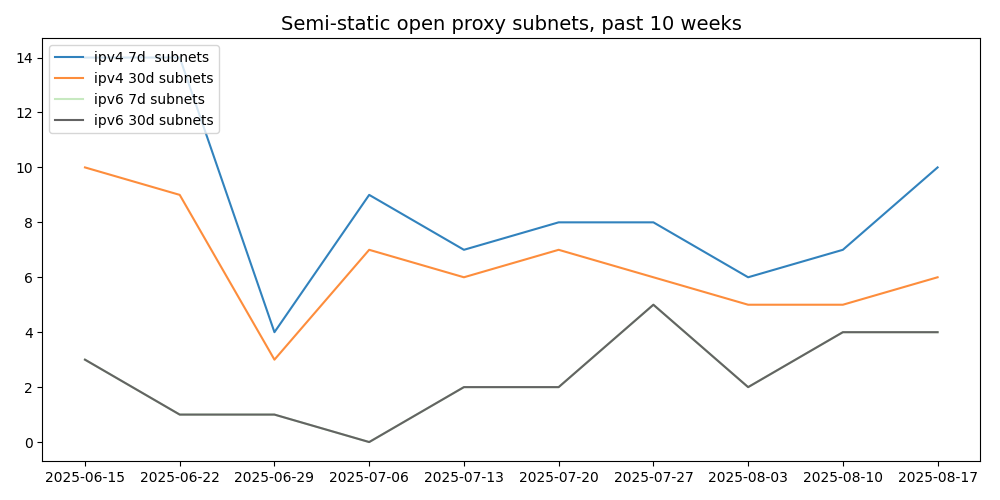 Semi-static open proxy subnets, past 10 weeks
ipv4 7d  subnets
ipv4 30d subnets
ipv6 7d subnets
ipv6 30d subnets
14
12
10
8
6
4
2
0
2025-06-15 2025-06-22 2025-06-29 2025-07-06 2025-07-13 2025-07-20 2025-07-27 2025-08-03 2025-08-10 2025-08-17